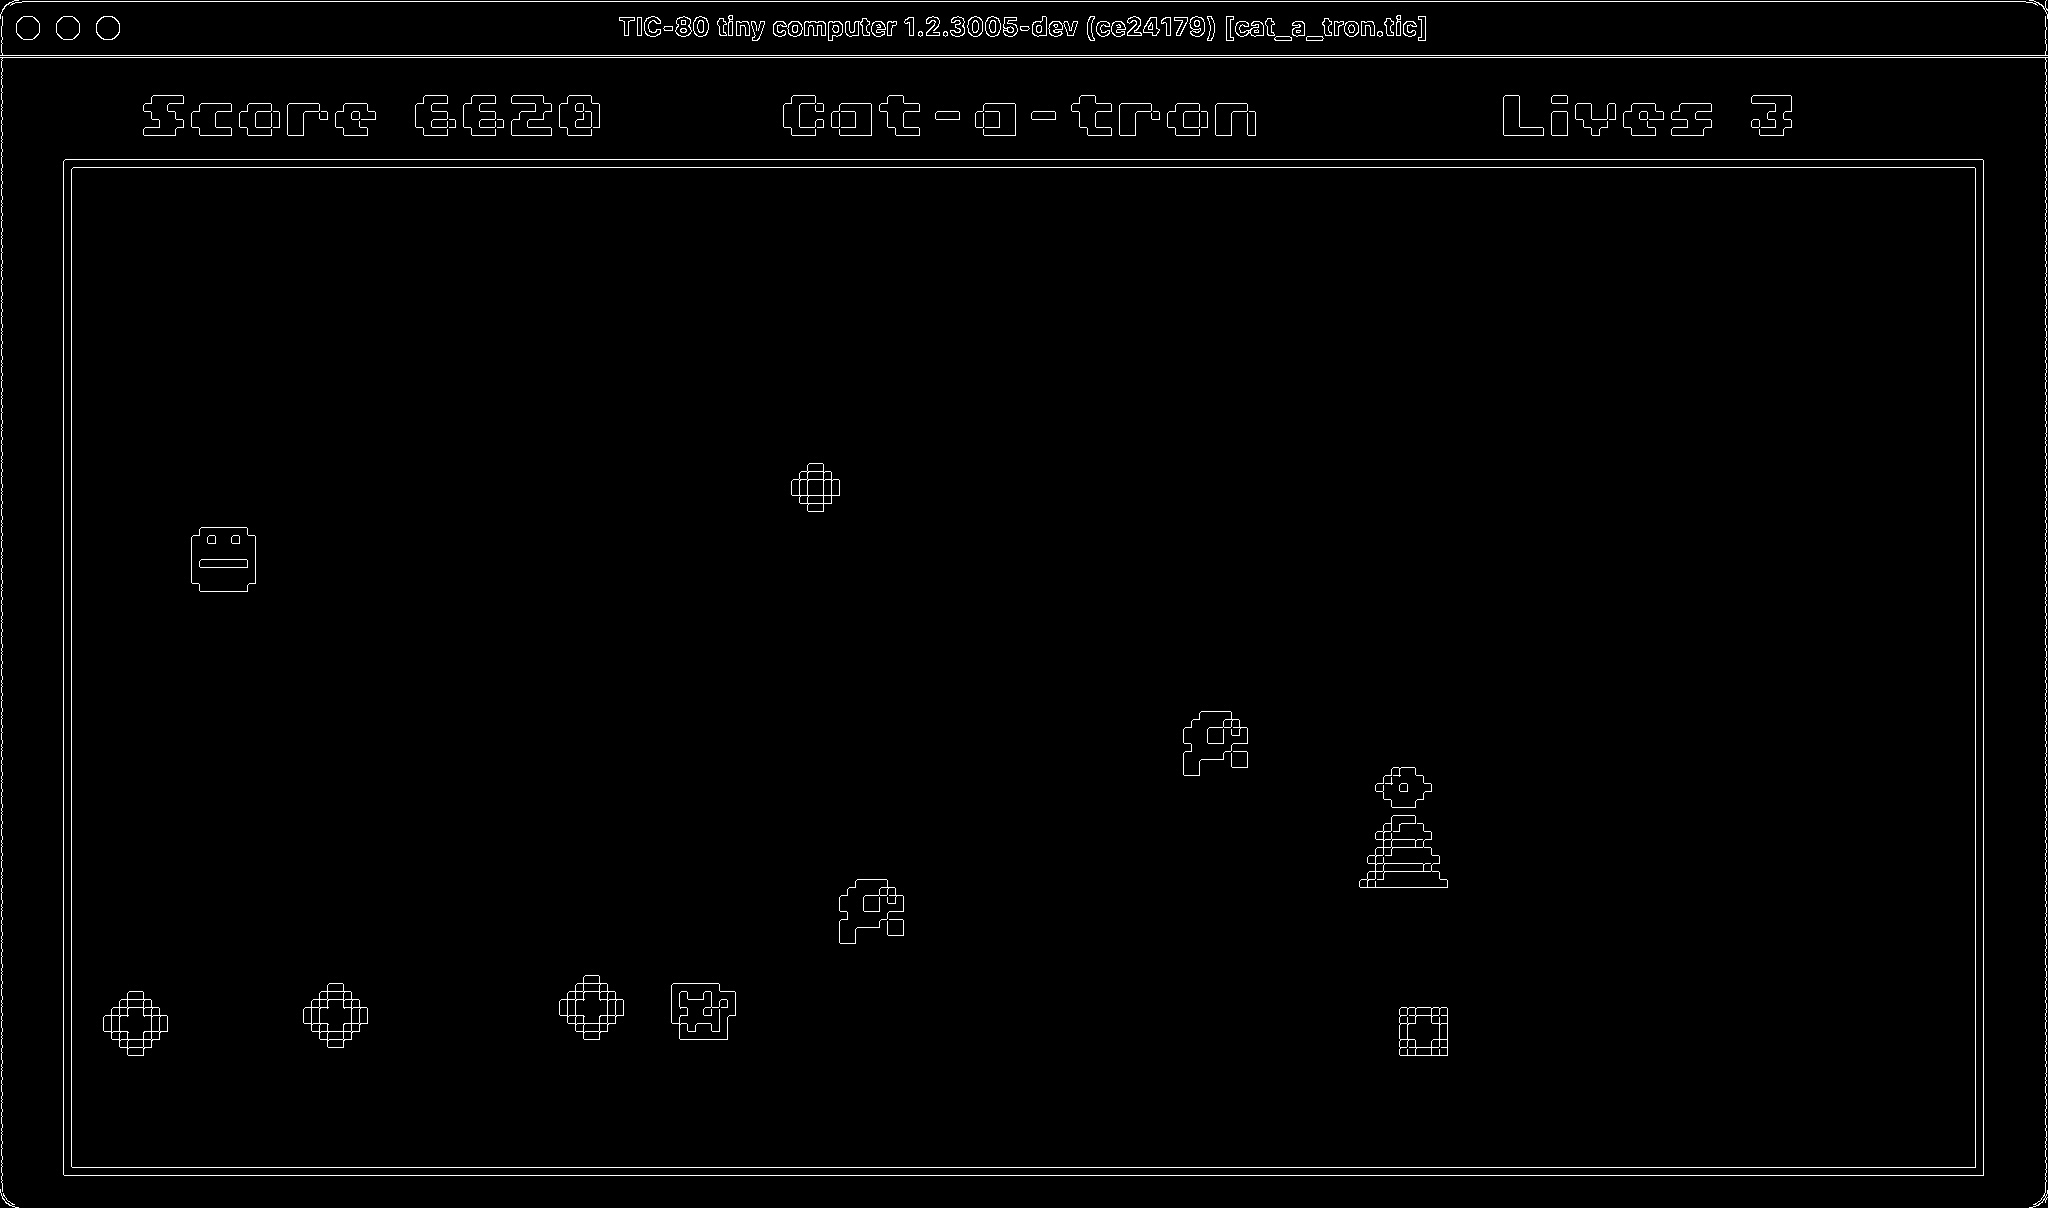 TIC-80 tiny computer 1.2.3005-dev (ce24179) [cat_a_tron.tic]
Score 6620 Cat-a-tron Lives 3